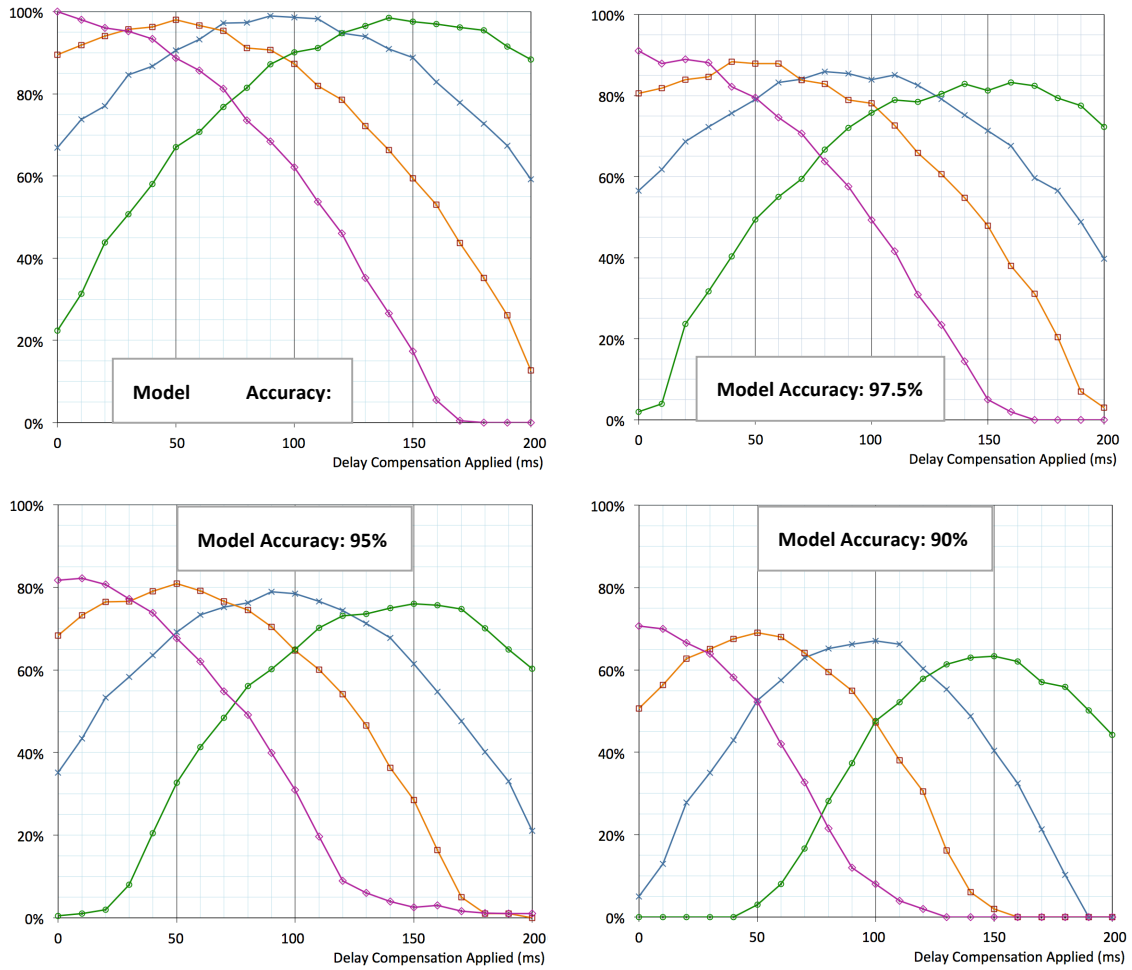 100%
80%
60%
40%
20%
0%
Model Accuracy:
0 50 100 150 200
Delay Compensation Applied (ms)
100%
80%
60%
40%
20%
0%
Model Accuracy: 97.5%
0 50 100 150 200
Delay Compensation Applied (ms)
100%
80%
60%
40%
20%
0%
Model Accuracy: 95%
0 50 100 150 200
Delay Compensation Applied (ms)
100%
80%
60%
40%
20%
0%
Model Accuracy: 90%
0 50 100 150 200
Delay Compensation Applied (ms)